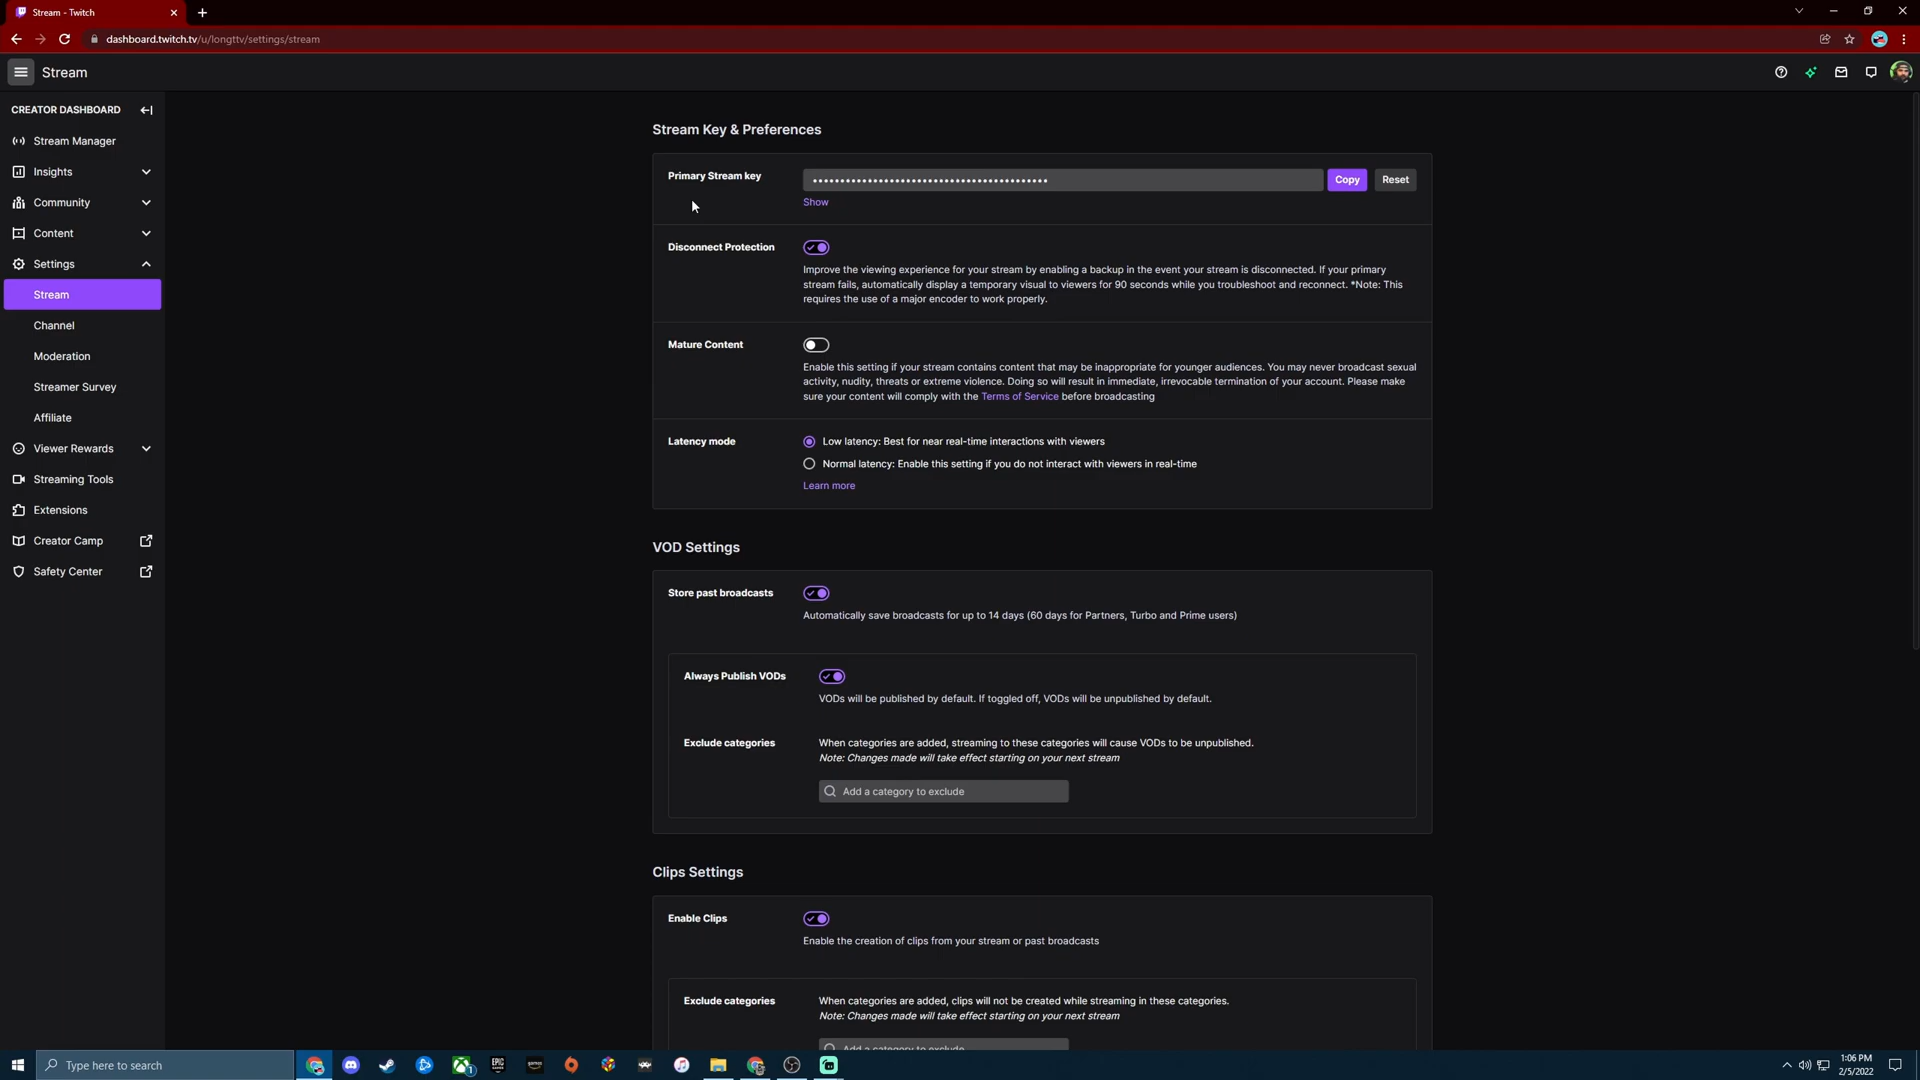 Stream - Twitch
dashboard.twitch.tv/u/longttv/settings/stream
Stream
CREATOR DASHBOARD
Stream Manager
Insights
Community
Content
Settings
Stream
Channel
Moderation
Streamer Survey
Affiliate
Viewer Rewards
Streaming Tools
Extensions
Creator Camp
Safety Center
Stream Key & Preferences
Primary Stream key
Copy
Reset
Show
Disconnect Protection
Improve the viewing experience for your stream by enabling a backup in the event your stream is disconnected. If your primary
stream fails, automatically display a temporary visual to viewers for 90 seconds while you troubleshoot and reconnect. *Note: This
requires the use of a major encoder to work properly.
Mature Content
Enable this setting if your stream contains content that may be inappropriate for younger audiences. You may never broadcast sexual
activity, nudity, threats or extreme violence. Doing so will result in immediate, irrevocable termination of your account. Please make
sure your content will comply with the Terms of Service before broadcasting
Latency mode
Low latency: Best for near real-time interactions with viewers
Normal latency: Enable this setting if you do not interact with viewers in real-time
Learn more
VOD Settings
Store past broadcasts
Automatically save broadcasts for up to 14 days (60 days for Partners, Turbo and Prime users)
Always Publish VODs
VODs will be published by default. If toggled off, VODs will be unpublished by default.
Exclude categories
When categories are added, streaming to these categories will cause VODs to be unpublished.
Note: Changes made will take effect starting on your next stream
Add a category to exclude
Clips Settings
Enable Clips
Enable the creation of clips from your stream or past broadcasts
Exclude categories
When categories are added, clips will not be created while streaming in these categories.
Note: Changes made will take effect starting on your next stream
Add a category to exclude
Type here to search
1:06 PM
2/5/2022